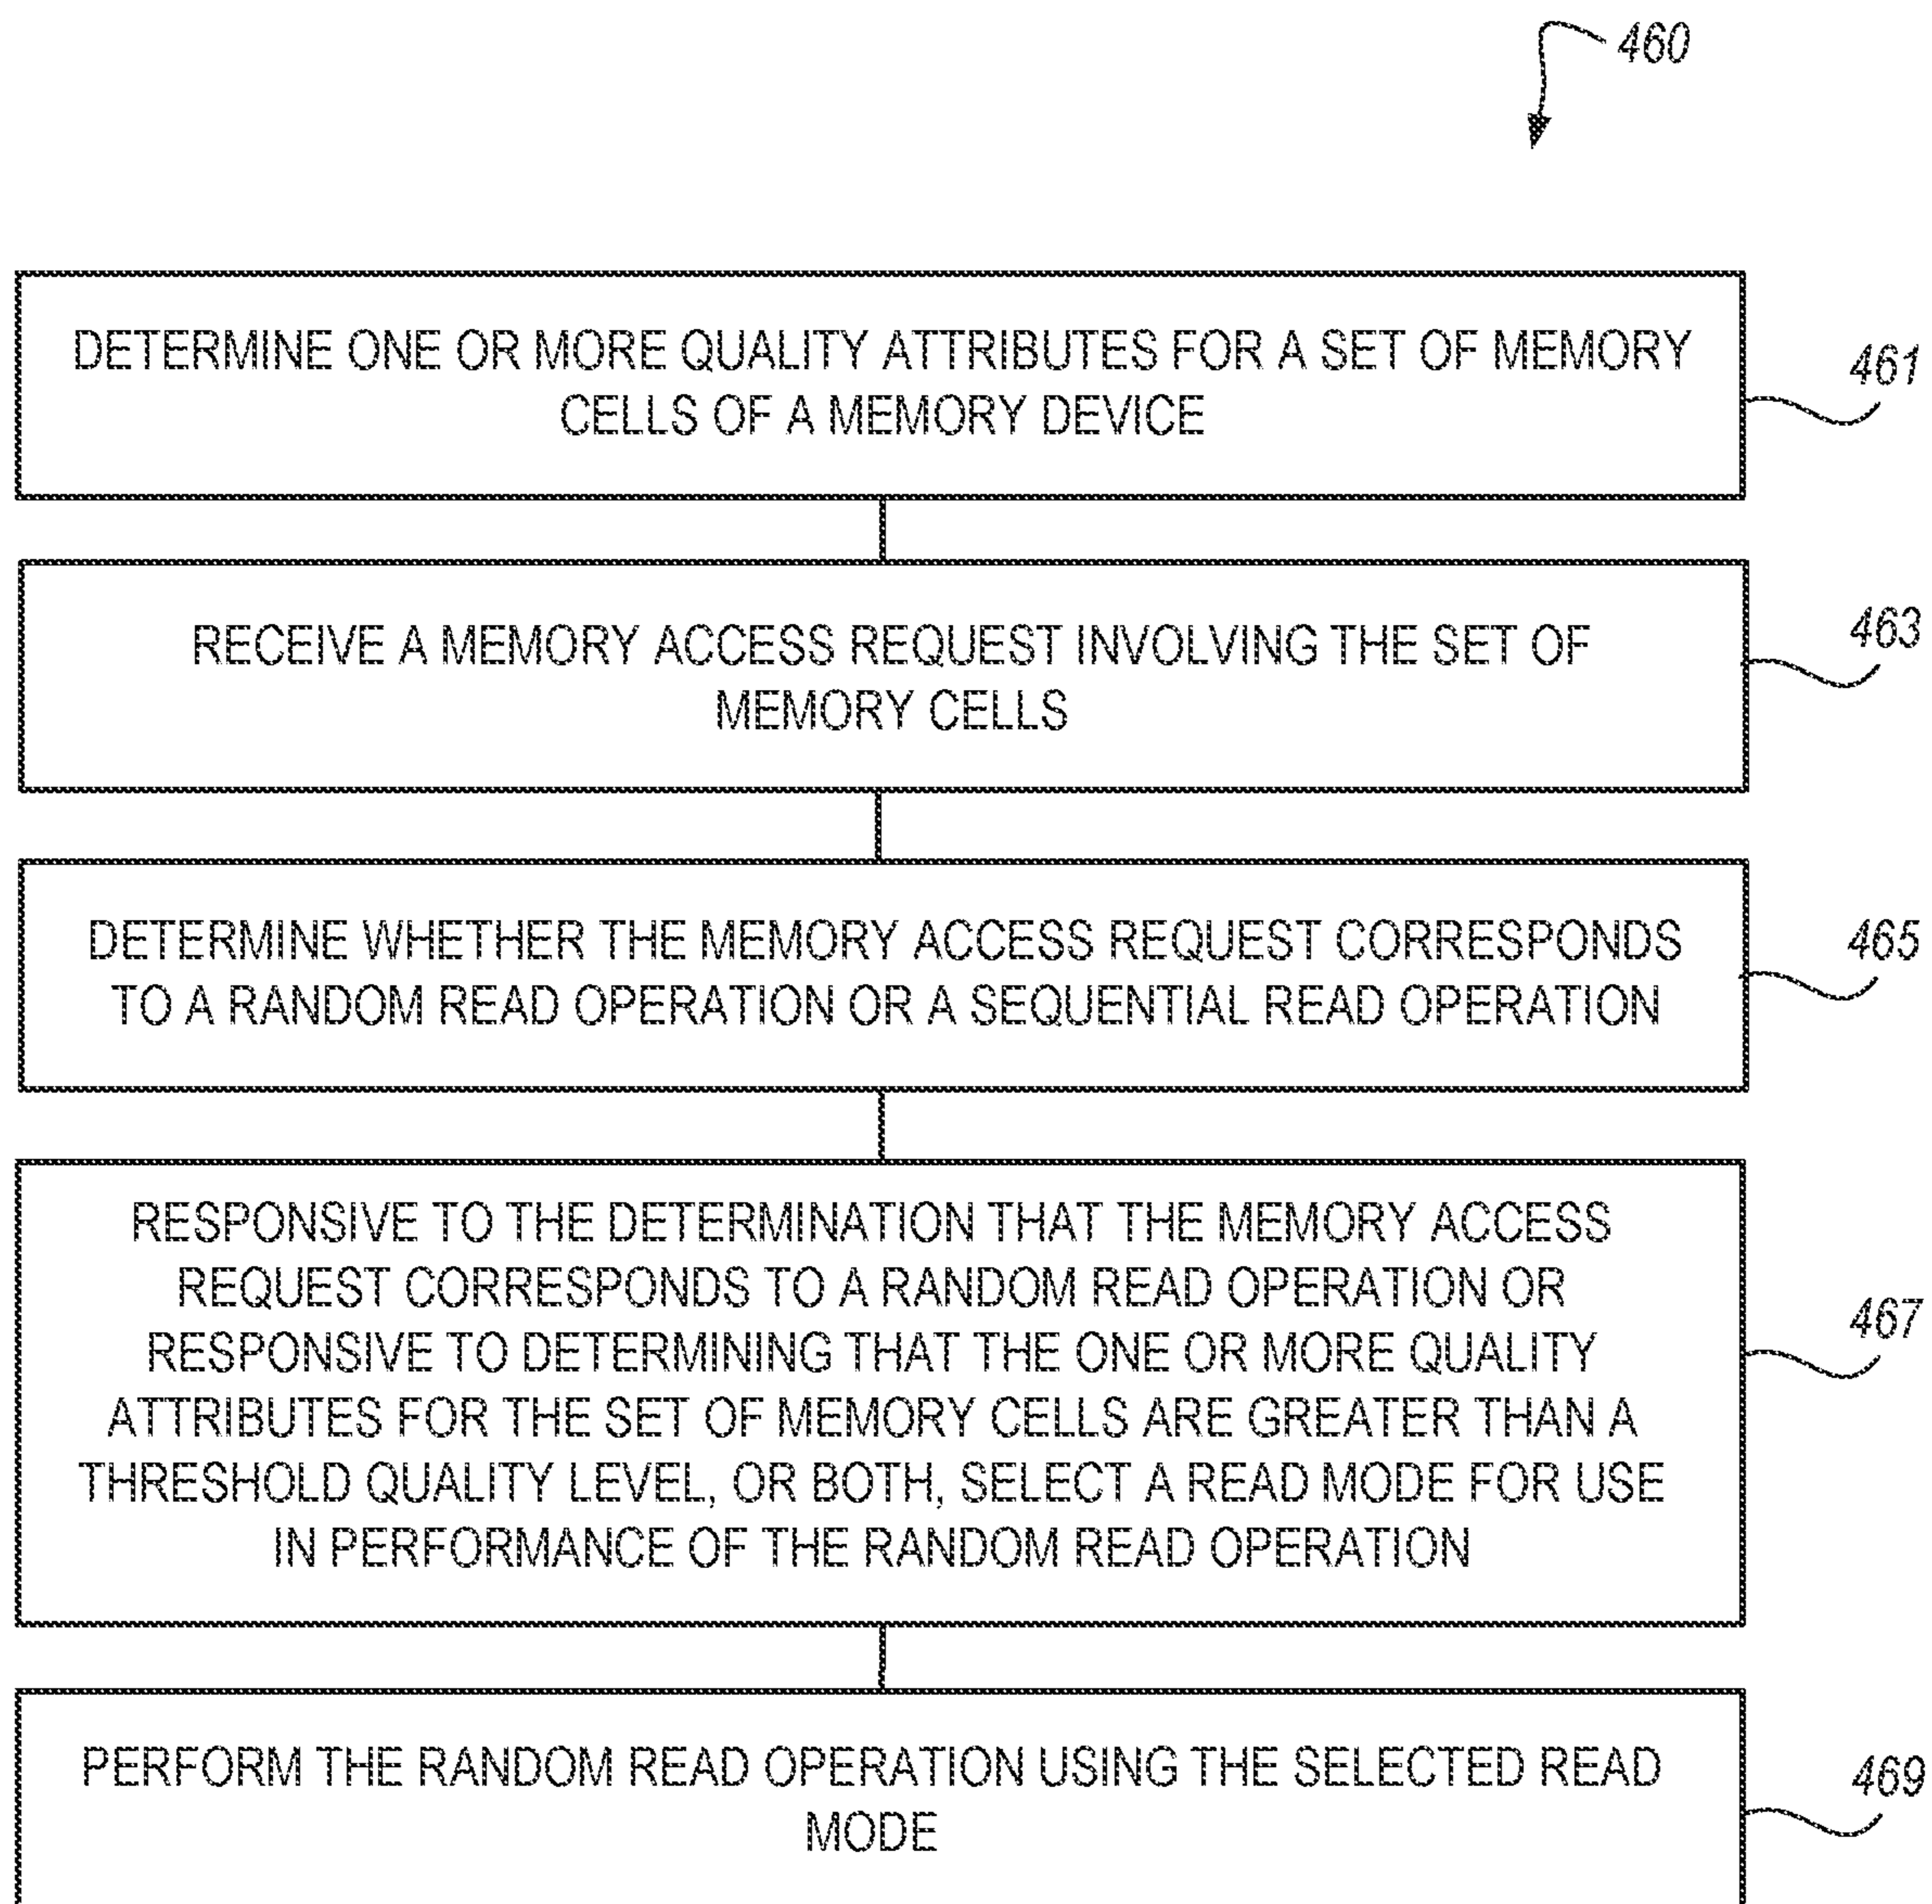 460
DETERMINE ONE OR MORE QUALITY ATTRIBUTES FOR A SET OF MEMORY
CELLS OF A MEMORY DEVICE
461
RECEIVE A MEMORY ACCESS REQUEST INVOLVING THE SET OF
MEMORY CELLS
463
DETERMINE WHETHER THE MEMORY ACCESS REQUEST CORRESPONDS
TO A RANDOM READ OPERATION OR A SEQUENTIAL READ OPERATION
465
RESPONSIVE TO THE DETERMINATION THAT THE MEMORY ACCESS
REQUEST CORRESPONDS TO A RANDOM READ OPERATION OR
RESPONSIVE TO DETERMINING THAT THE ONE OR MORE QUALITY
ATTRIBUTES FOR THE SET OF MEMORY CELLS ARE GREATER THAN A
THRESHOLD QUALITY LEVEL, OR BOTH, SELECT A READ MODE FOR USE
IN PERFORMANCE OF THE RANDOM READ OPERATION
467
PERFORM THE RANDOM READ OPERATION USING THE SELECTED READ
MODE
469